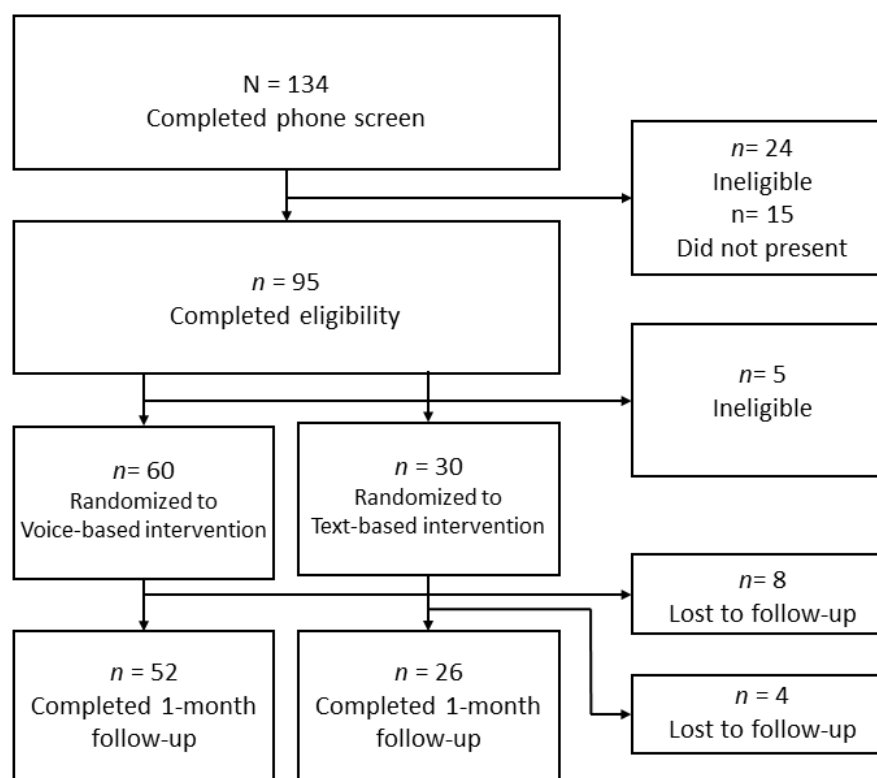 N = 134
Completed phone screen
n= 24
Ineligible
n= 15
Did not present
n = 95
Completed eligibility
n= 5
Ineligible
n= 60
Randomized to
Voice-based intervention
n = 30
Randomized to
Text-based intervention
n= 8
Lost to follow-up
n = 52
Completed 1-month
follow-up
n = 26
Completed 1-month
follow-up
n = 4
Lost to follow-up